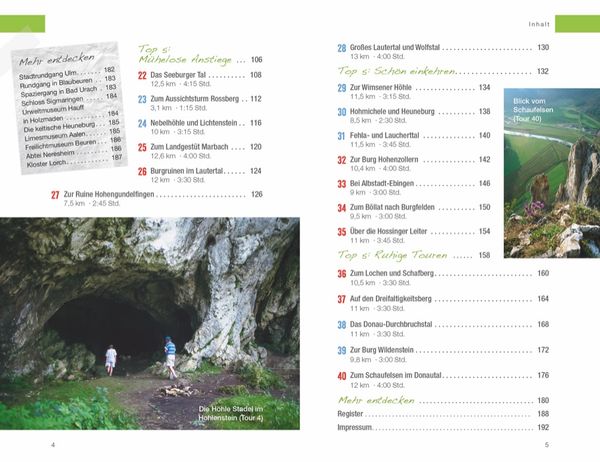 Mehr entdecken
Stadtrundgang Ulm ....... 182
Rundgang in Blaubeuren .. 183
Spaziergang in Bad Urach . 183
Schloss Sigmaringen ..... 184
Urweltmuseum Hauff
in Holzmaden ........... 184
Die keltische Heuneburg .. 185
Limesmuseum Aalen ..... 185
Freilichtmuseum Beuren .. 186
Abtei Neresheim ......... 186
Kloster Lorch ............ 187
Top 5:
Mühelose Anstiege ... 106
22 Das Seeburger Tal .......... 108
12,5 km · 4:15 Std.
23 Zum Aussichtsturm Rossberg .. 112
3,1 km · 1:15 Std.
24 Nebelhöhle und Lichtenstein .. 116
10 km · 3:15 Std.
25 Zum Landgestüt Marbach .... 120
12,6 km · 4:00 Std.
26 Burgruinen im Lautertal ...... 124
12 km · 3:30 Std.
27 Zur Ruine Hohengundelfingen ..................... 126
7,5 km · 2:45 Std.
Die Höhle Stadel im
Hohlenstein (Tour 4)
4
Inhalt
28 Großes Lautertal und Wolfstal ..................... 130
13 km · 4:00 Std.
Top 5: Schön einkehren ................... 132
29 Zur Wimsener Höhle ............. 134
11,5 km · 3:15 Std.
30 Hohmichele und Heuneburg ....... 138
8,5 km · 2:30 Std.
31 Fehla- und Laucherttal ........... 140
11,5 km · 3:45 Std.
32 Zur Burg Hohenzollern ........... 142
10,4 km · 3:30 Std.
33 Bei Albstadt-Ebingen ............ 146
9 km · 3:00 Std.
34 Zum Böllat nach Burgfelden ...... 150
9,5 km · 3:00 Std.
35 Über die Hossinger Leiter ........ 154
11 km · 3:45 Std.
Top 5: Ruhige Touren ...... 158
36 Zum Lochen und Schafberg ...................... 160
10,5 km · 3:30 Std.
37 Auf den Dreifaltigkeitsberg ...................... 164
11 km · 3:30 Std.
38 Das Donau-Durchbruchstal ...................... 168
11 km · 3:30 Std.
39 Zur Burg Wildenstein .......................... 172
9,8 km · 3:00 Std.
40 Zum Schaufelsen im Donautal .................... 176
12 km · 4:00 Std.
Mehr entdecken ........................... 180
Register ....................................... 188
Impressum ..................................... 192
Blick vom
Schaufelsen
(Tour 40)
5